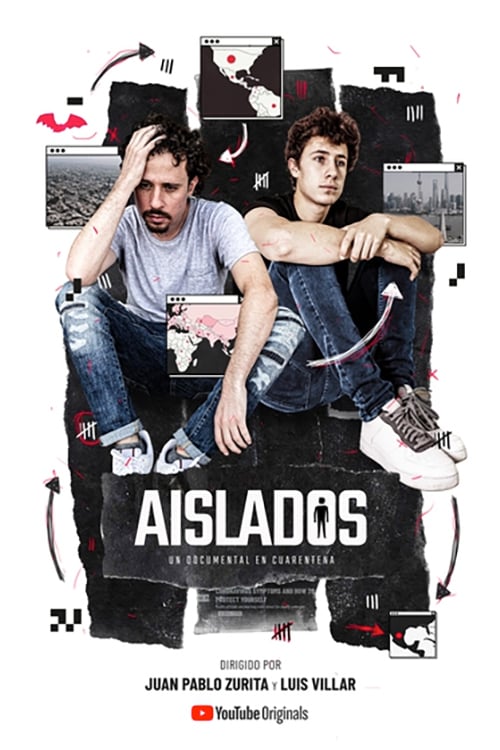 AISLADOS
UN DOCUMENTAL EN CUARENTENA
CORONAVIRUS SYMPTOMS AND HOW TO
PROTECT YOURSELF
DIRIGIDO POR
JUAN PABLO ZURITA Y LUIS VILLAR
YouTube Originals